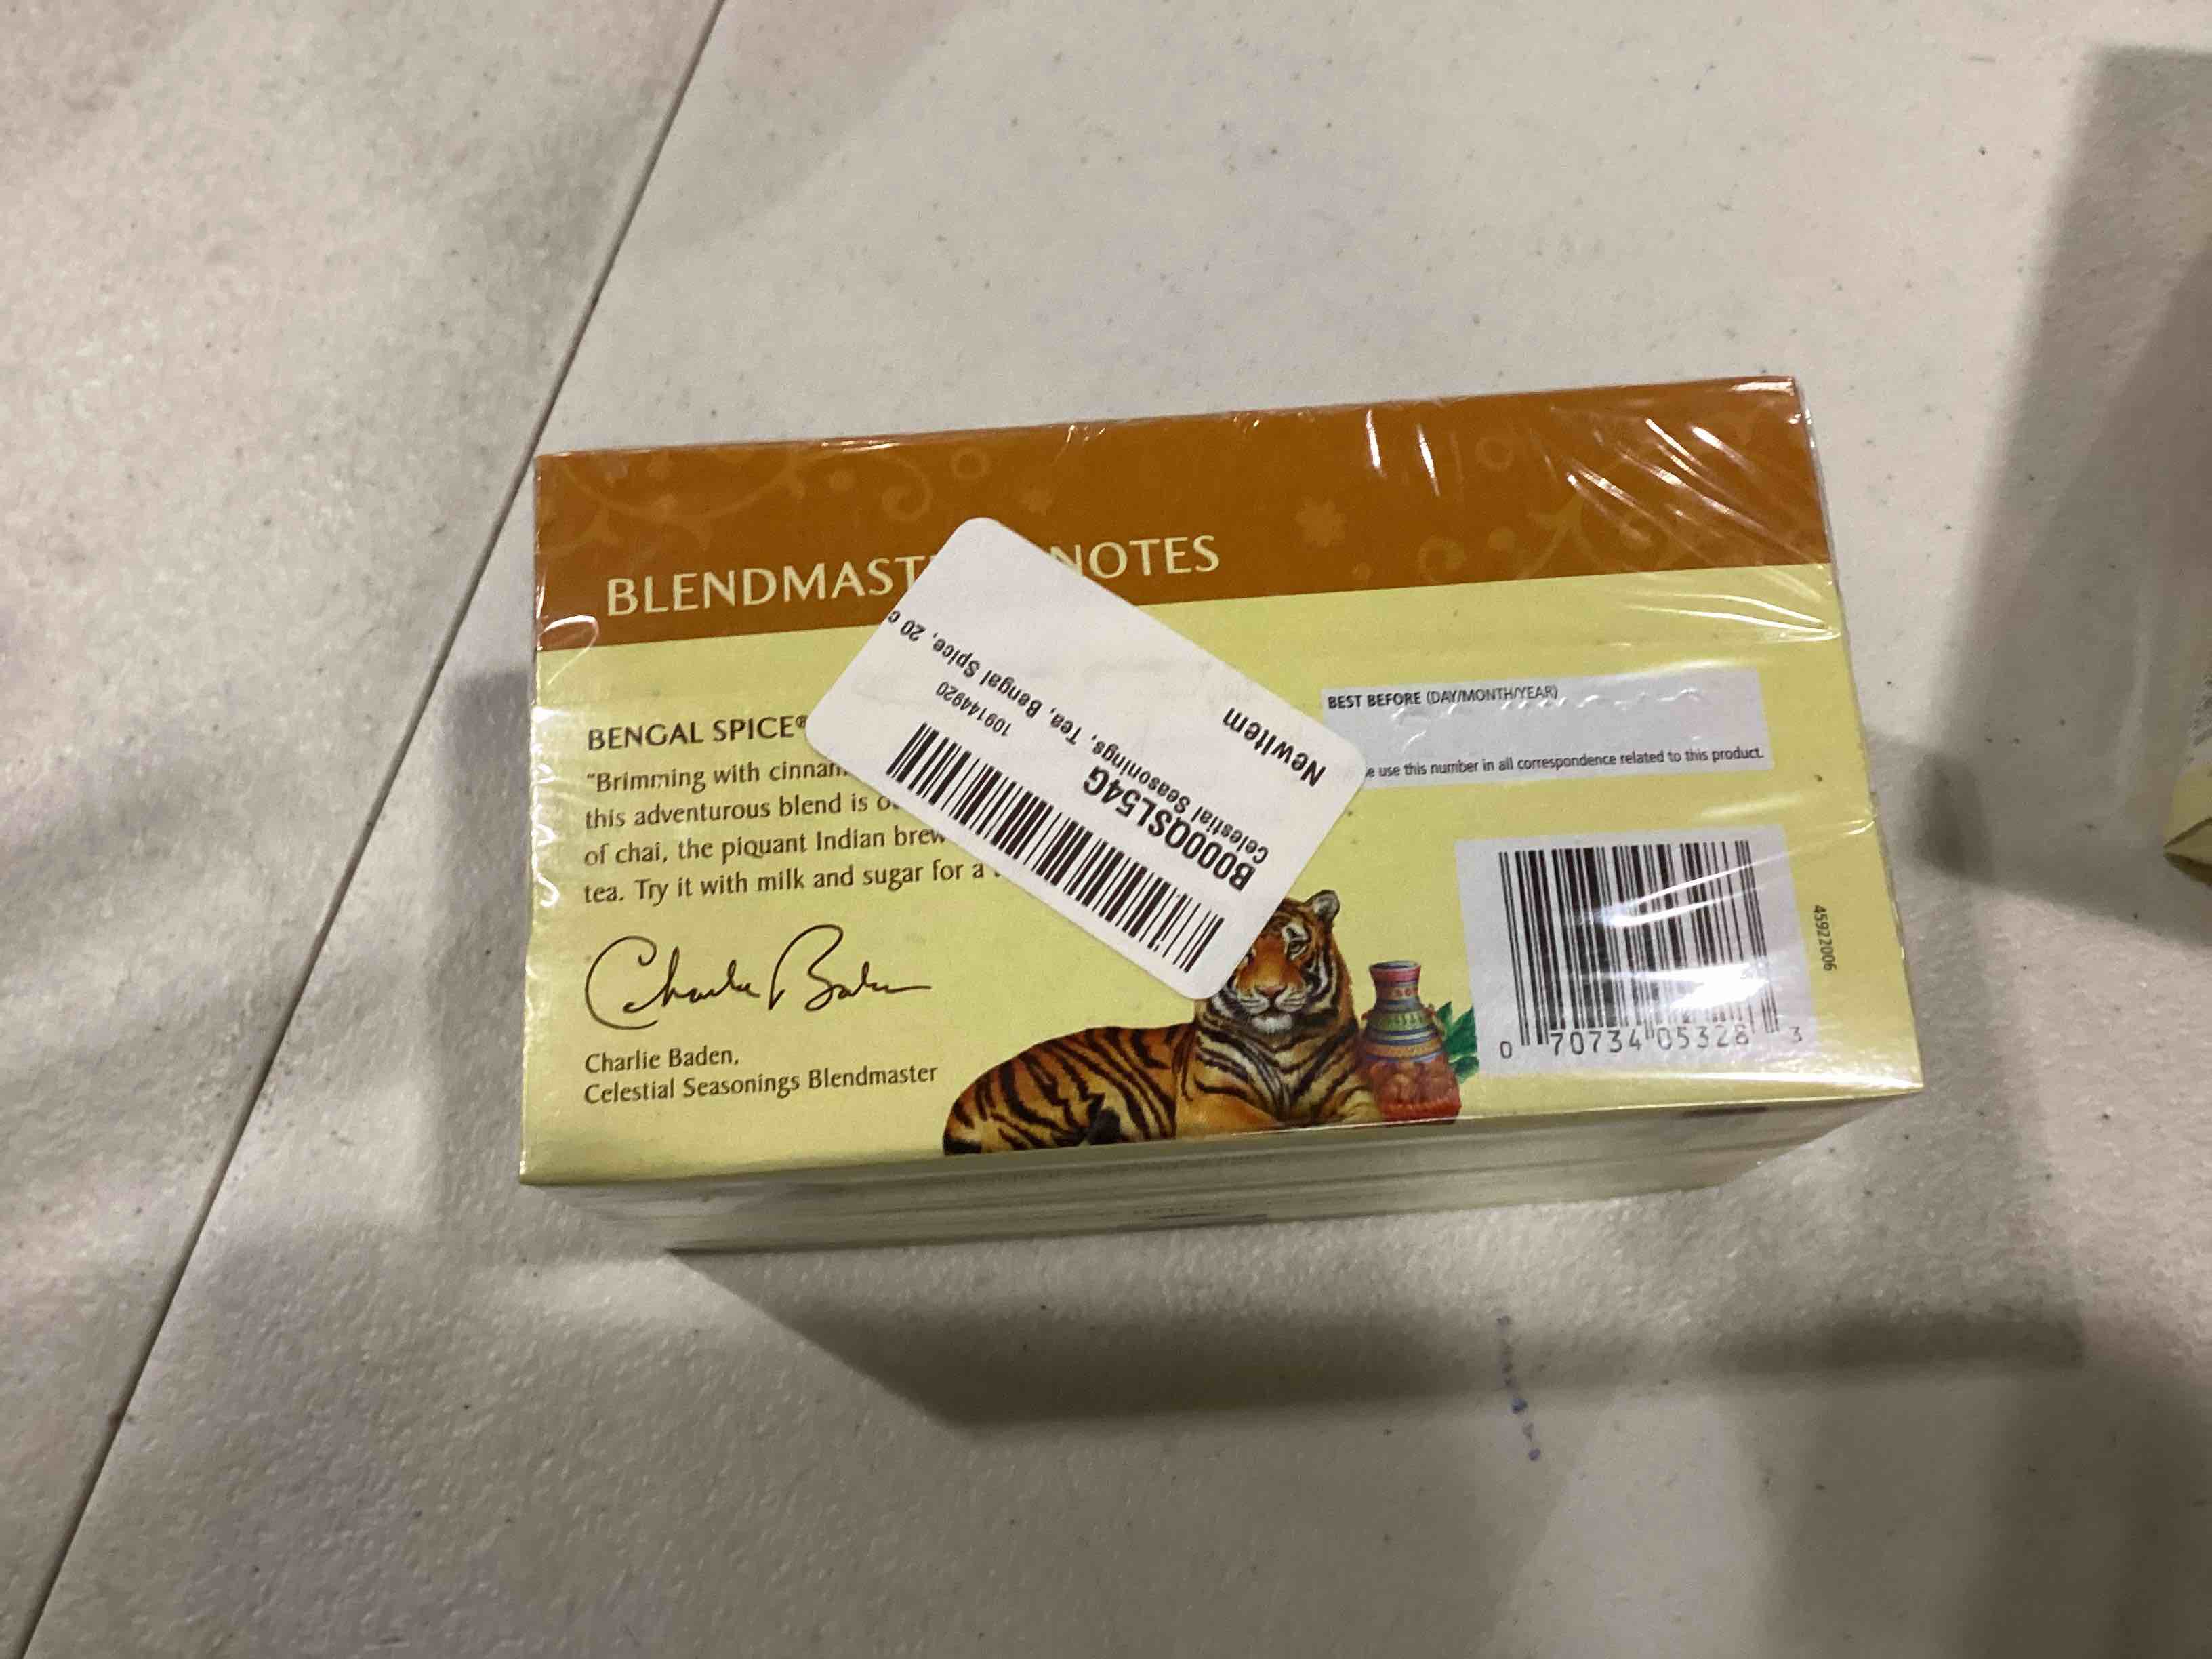 BLENDMAST NOTES
BENGAL SPICE®
"Brimming with
this adventurous blend is
of chai, the piquant Indian brew
tea. Try it with milk and sugar for a
Charlie Baden
Charlie Baden,
Celestial Seasonings Blendmaster
B000QSL54G
Celestial Seasonings, Tea, Bengal Spice, 20 c
NewItem
109144920
BEST BEFORE (DAY/MONTH/YEAR)
use this number in all correspondence related to this product.
0 70734 05328 3
45922006